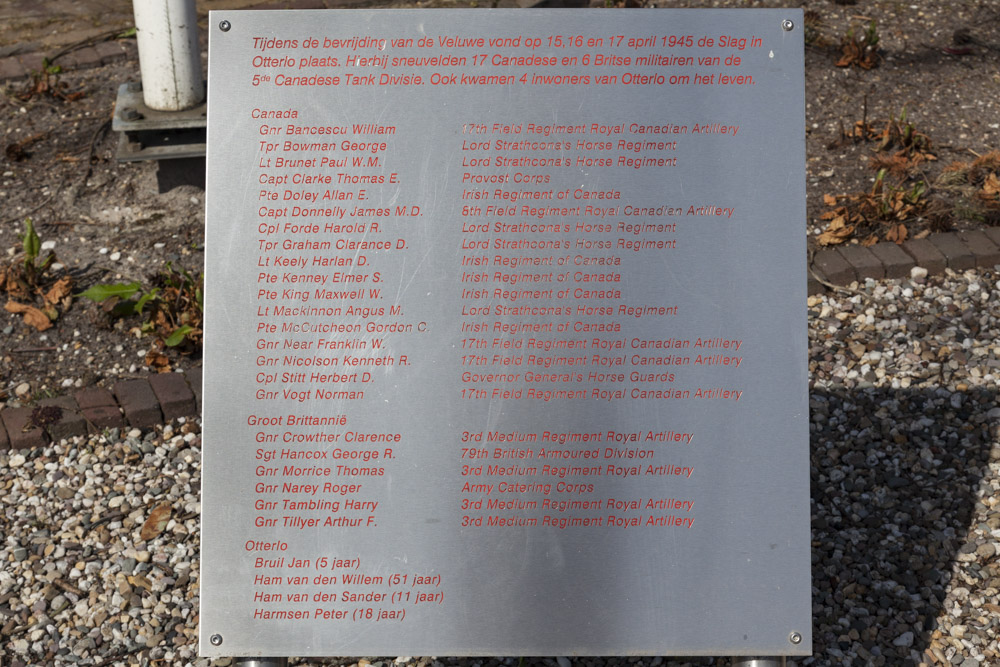 Tijdens de bevrijding van de Veluwe vond op 15,16 en 17 april 1945 de Slag in
Otterlo plaats. Hierbij sneuvelden 17 Canadese en 6 Britse militairen van de
5de Canadese Tank Divisie. Ook kwamen 4 inwoners van Otterlo om het leven.
Canada
Gnr Bancescu William 17th Field Regiment Royal Canadian Artillery
Tpr Bowman George Lord Strathcona's Horse Regiment
Lt Brunet Paul W.M. Lord Strathcona's Horse Regiment
Capt Clarke Thomas E. Provost Corps
Pte Doley Allan E. Irish Regiment of Canada
Capt Donnelly James M.D. 8th Field Regiment Royal Canadian Artillery
Cpl Forde Harold R. Lord Strathcona's Horse Regiment
Tpr Graham Clarance D. Lord Strathcona's Horse Regiment
Lt Keely Harlan D. Irish Regiment of Canada
Pte Kenney Elmer S. Irish Regiment of Canada
Pte King Maxwell W. Irish Regiment of Canada
Lt Mackinnon Angus M. Lord Strathcona's Horse Regiment
Pte McCutcheon Gordon C. Irish Regiment of Canada
Gnr Near Franklin W. 17th Field Regiment Royal Canadian Artillery
Gnr Nicolson Kenneth R. 17th Field Regiment Royal Canadian Artillery
Cpl Stitt Herbert D. Governor General's Horse Guards
Gnr Vogt Norman 17th Field Regiment Royal Canadian Artillery
Groot Brittannië
Gnr Crowther Clarence 3rd Medium Regiment Royal Artillery
Sgt Hancox George R. 79th British Armoured Division
Gnr Morrice Thomas 3rd Medium Regiment Royal Artillery
Gnr Narey Roger Army Catering Corps
Gnr Tambling Harry 3rd Medium Regiment Royal Artillery
Gnr Tillyer Arthur F. 3rd Medium Regiment Royal Artillery
Otterlo
Bruil Jan (5 jaar)
Ham van den Willem (51 jaar)
Ham van den Sander (11 jaar)
Harmsen Peter (18 jaar)